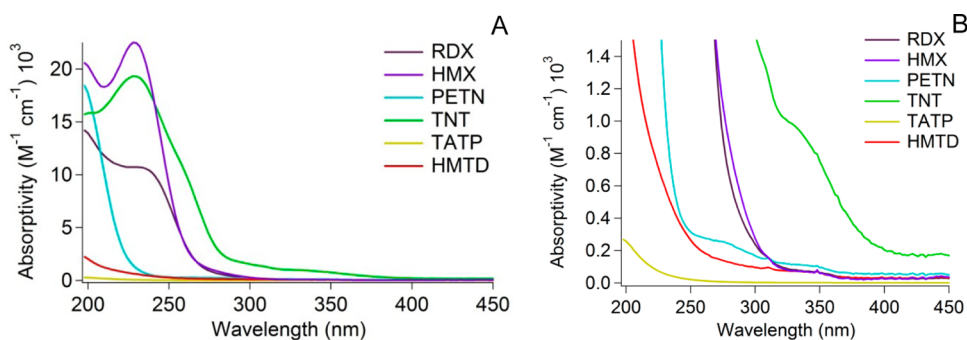 A
Absorptivity (M⁻¹ cm⁻¹) 10³
20
15
10
5
0
200
250
300
350
400
450
Wavelength (nm)
RDX
HMX
PETN
TNT
TATP
HMTD
B
Absorptivity (M⁻¹ cm⁻¹) 10³
1.4
1.2
1.0
0.8
0.6
0.4
0.2
0.0
200
250
300
350
400
450
Wavelength (nm)
RDX
HMX
PETN
TNT
TATP
HMTD